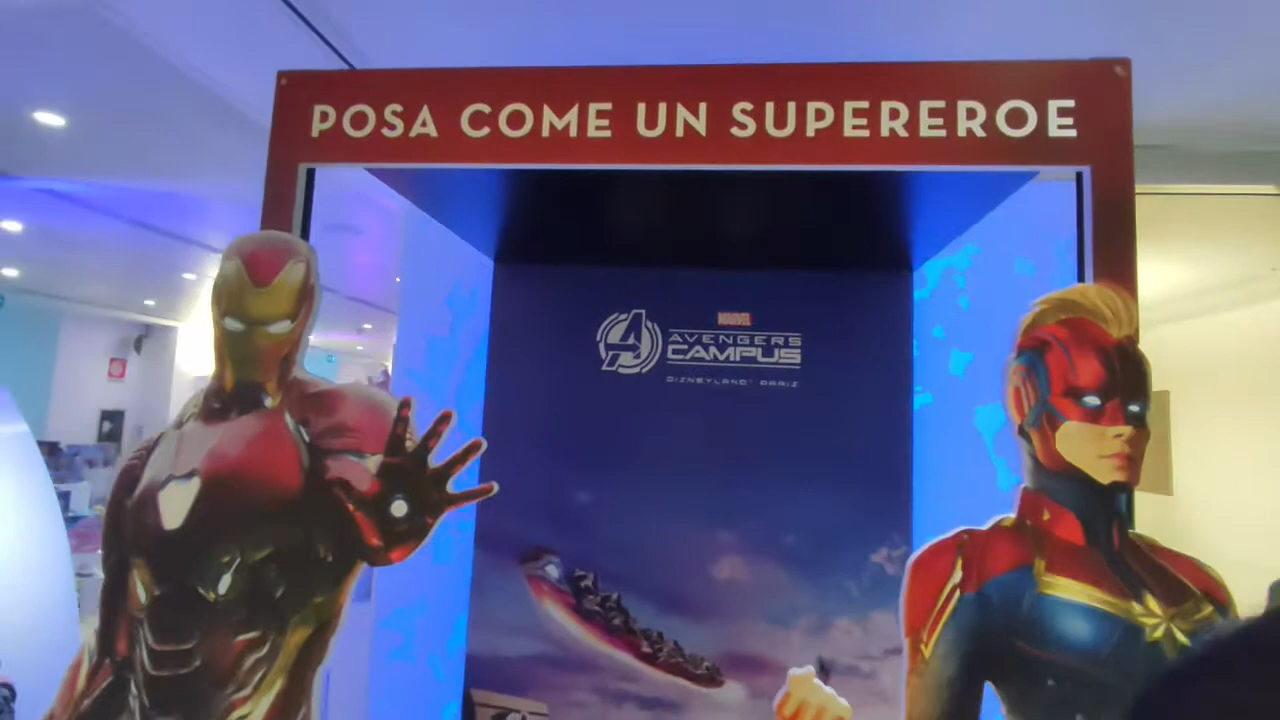 POSA COME UN SUPEREROE
MARVEL
AVENGERS
CAMPUS
DISNEYLAND PARIS